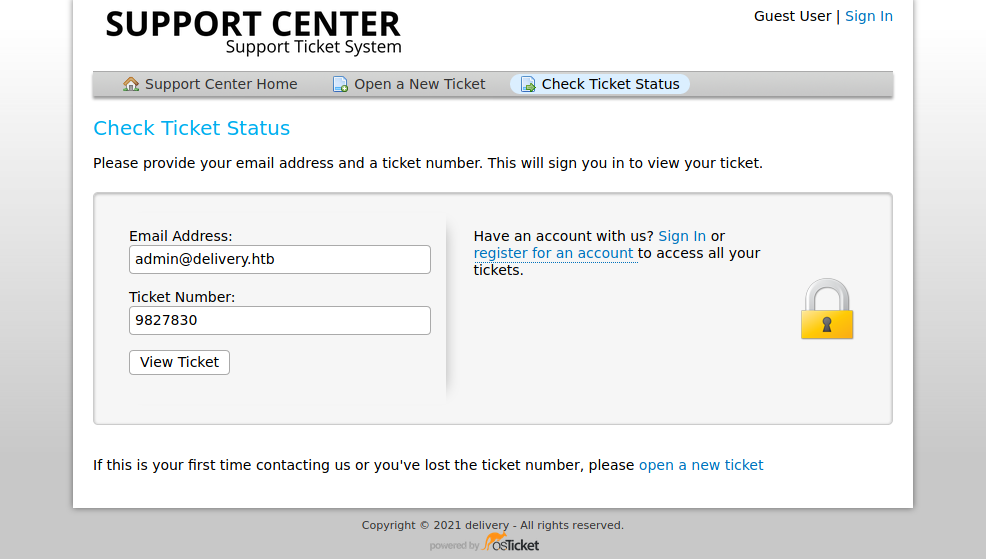 SUPPORT CENTER
Support Ticket System
Guest User | Sign In
Support Center Home
Open a New Ticket
Check Ticket Status
Check Ticket Status
Please provide your email address and a ticket number. This will sign you in to view your ticket.
Email Address:
admin@delivery.htb
Ticket Number:
9827830
View Ticket
Have an account with us? Sign In or
register for an account to access all your
tickets.
If this is your first time contacting us or you've lost the ticket number, please open a new ticket
Copyright © 2021 delivery - All rights reserved.
powered by osTicket